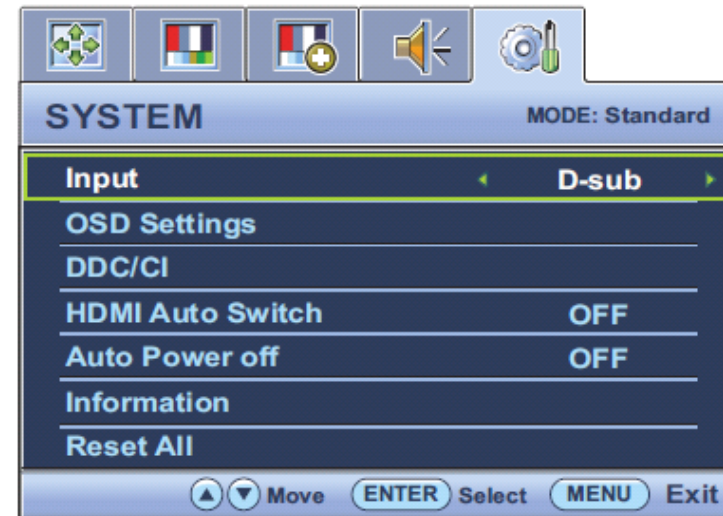 SYSTEM MODE: Standard
Input D-sub
OSD Settings
DDC/CI
HDMI Auto Switch OFF
Auto Power off OFF
Information
Reset All
Move ENTER Select MENU Exit